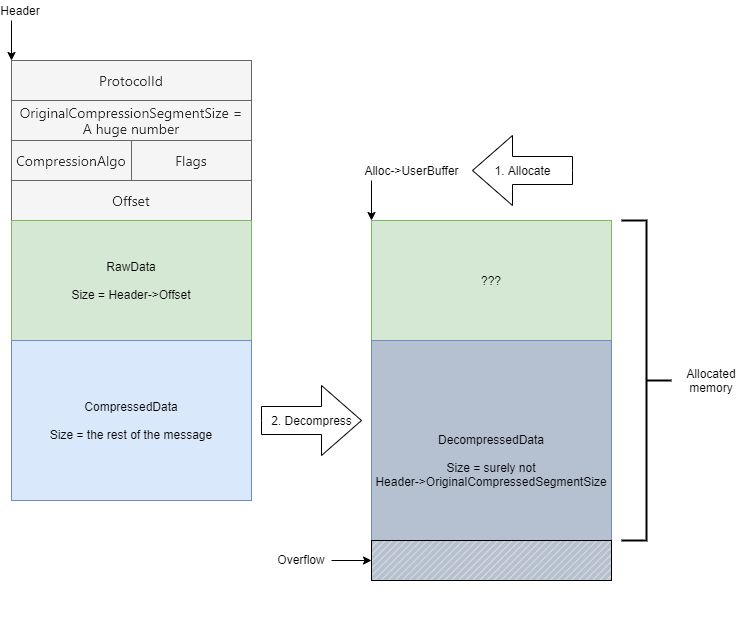 Header
ProtocolId
OriginalCompressionSegmentSize =
A huge number
CompressionAlgo
Flags
Offset
RawData
Size = Header->Offset
CompressedData
Size = the rest of the message
Alloc->UserBuffer
1. Allocate
???
2. Decompress
DecompressedData
Size = surely not
Header->OriginalCompressedSegmentSize
Allocated
memory
Overflow